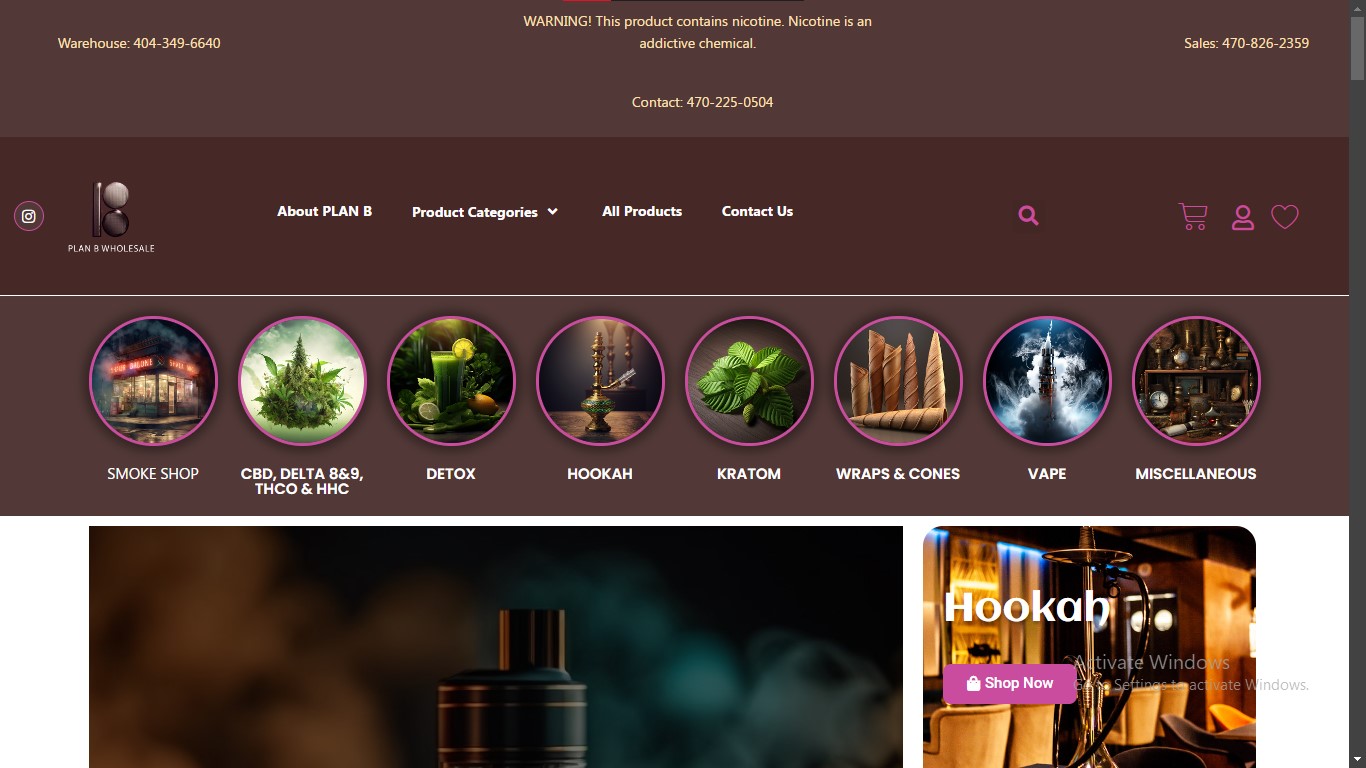 WARNING! This product contains nicotine. Nicotine is an
addictive chemical.
Warehouse: 404-349-6640
Sales: 470-826-2359
Contact: 470-225-0504
PLAN B WHOLESALE
About PLAN B
Product Categories
All Products
Contact Us
SMOKE SHOP
CBD, DELTA 8&9,
THCO & HHC
DETOX
HOOKAH
KRATOM
WRAPS & CONES
VAPE
MISCELLANEOUS
Hookah
Shop Now
Activate Windows
Go to Settings to activate Windows.